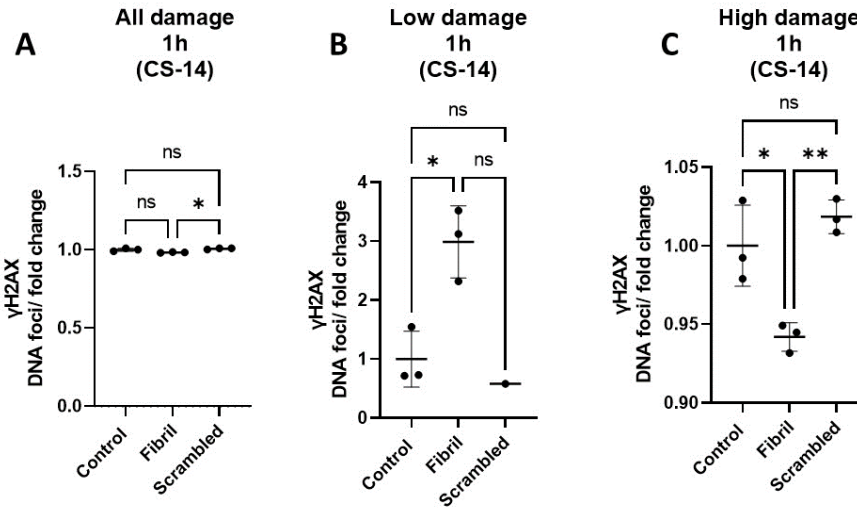 A
All damage
1h
(CS-14)
ns
ns
*
γH2AX
DNA foci/ fold change
1.5
1.0
0.5
0.0
Control
Fibril
Scrambled
B
Low damage
1h
(CS-14)
ns
*
ns
γH2AX
DNA foci/ fold change
4
3
2
1
0
Control
Fibril
Scrambled
C
High damage
1h
(CS-14)
ns
*
**
γH2AX
DNA foci/ fold change
1.05
1.00
0.95
0.90
Control
Fibril
Scrambled